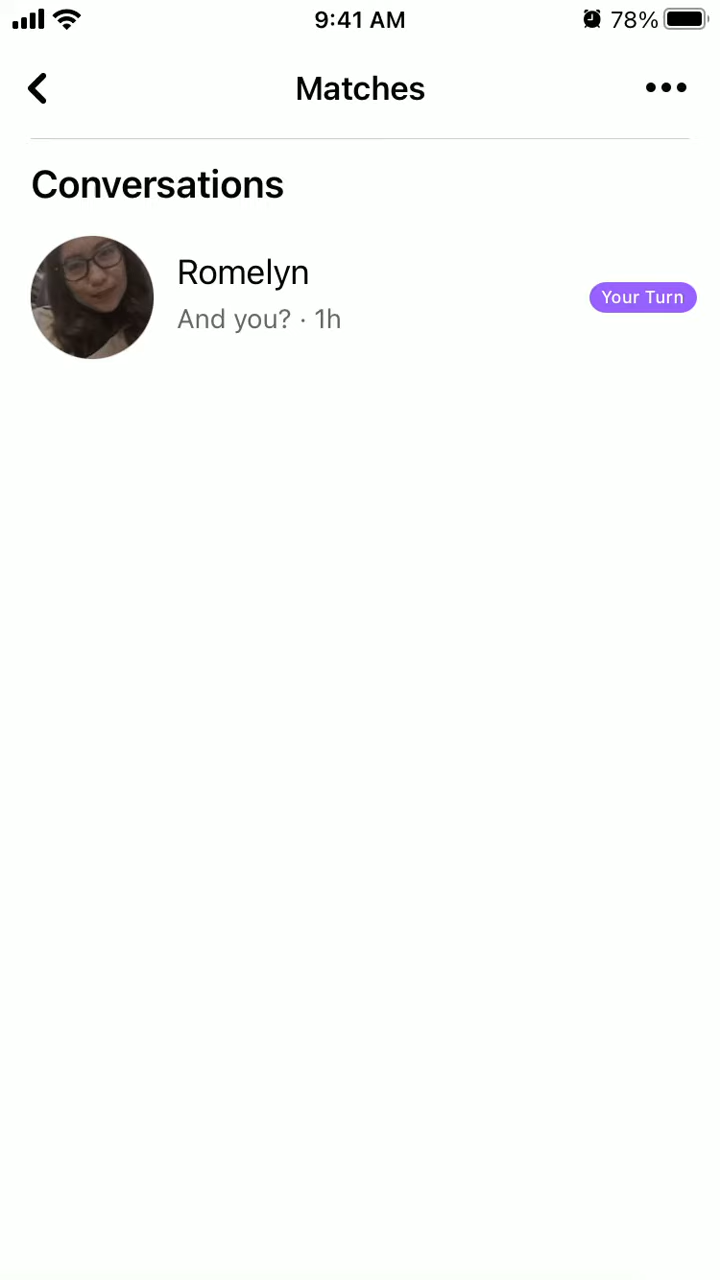 9:41 AM
78%
Matches
Conversations
Romelyn
And you? · 1h
Your Turn